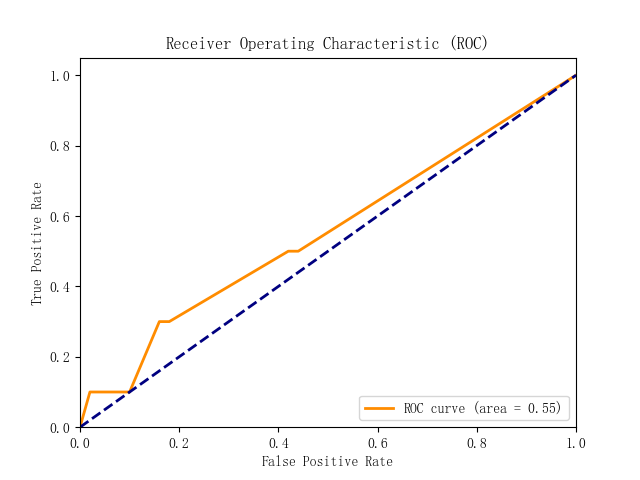 Receiver Operating Characteristic (ROC)
1.0
0.8
0.6
0.4
0.2
0.0
True Positive Rate
ROC curve (area = 0.55)
0.0 0.2 0.4 0.6 0.8 1.0
False Positive Rate